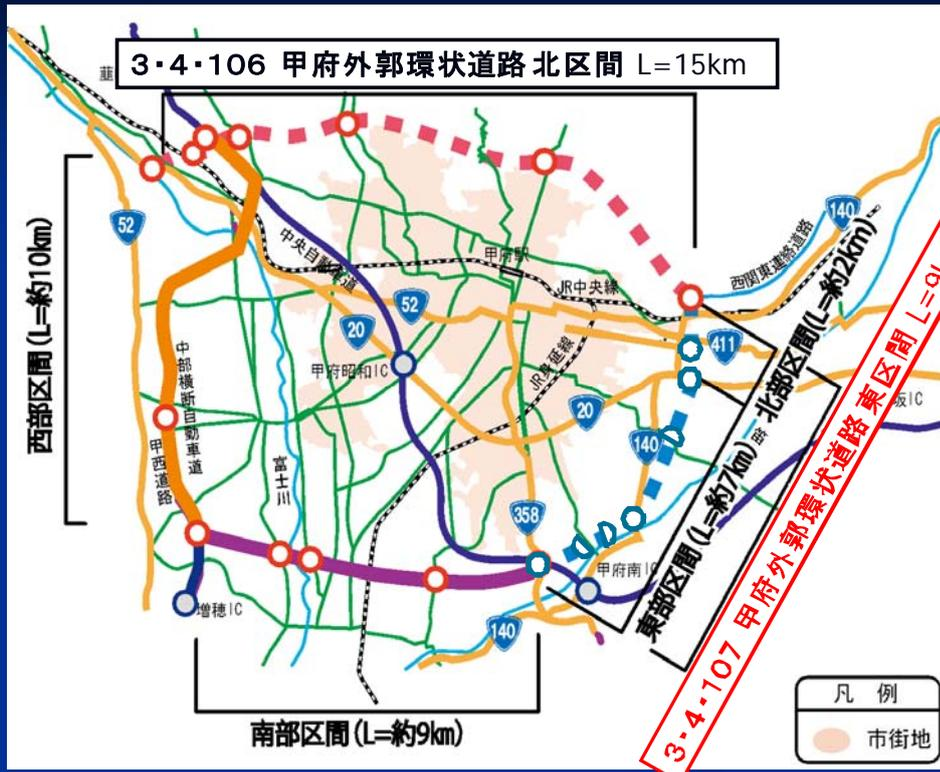 3・4・106 甲府外郭環状道路 北区間 L=15km
韮
52
140
西部区間 (L=約10km)
中央自動車道
甲府駅
西関東連絡道路
JR中央線
52
20
411
甲府昭和IC
JR身延線
中部横断自動車道
20
坂IC
140
甲西道路
富士川
358
甲府南IC
増穂IC
140
北部区間 (L=約2km)
東部区間 (L=約7km)
3・4・107 甲府外郭環状道路 東区間
南部区間 (L=約9km)
凡 例
市街地